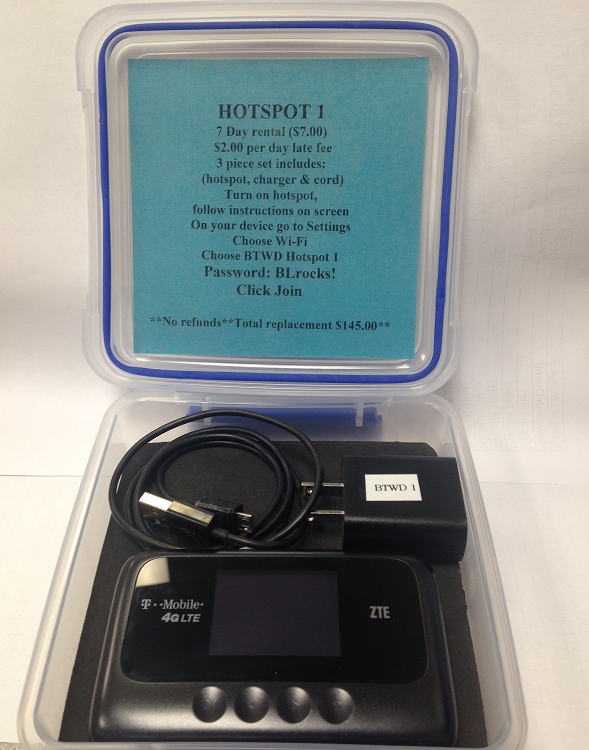 HOTSPOT 1
7 Day rental ($7.00)
$2.00 per day late fee
3 piece set includes:
(hotspot, charger & cord)
Turn on hotspot,
follow instructions on screen
On your device go to Settings
Choose Wi-Fi
Choose BTWD Hotspot 1
Password: BLrocks!
Click Join
**No refunds**Total replacement $145.00**
BTWD 1
T··Mobile·
4G LTE
ZTE